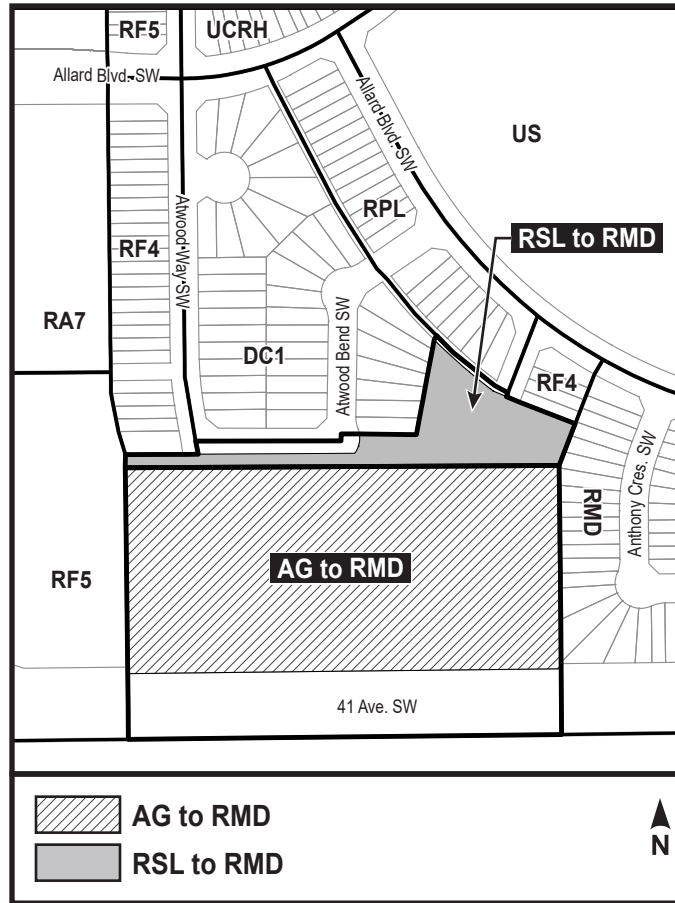 RF5
UCRH
Allard Blvd. SW
Allard Blvd. SW
US
RPL
RSL to RMD
Atwood Way SW
RF4
RA7
DC1
Atwood Bend SW
RF4
Anthony Cres. SW
RMD
AG to RMD
RF5
41 Ave. SW
AG to RMD
RSL to RMD
N